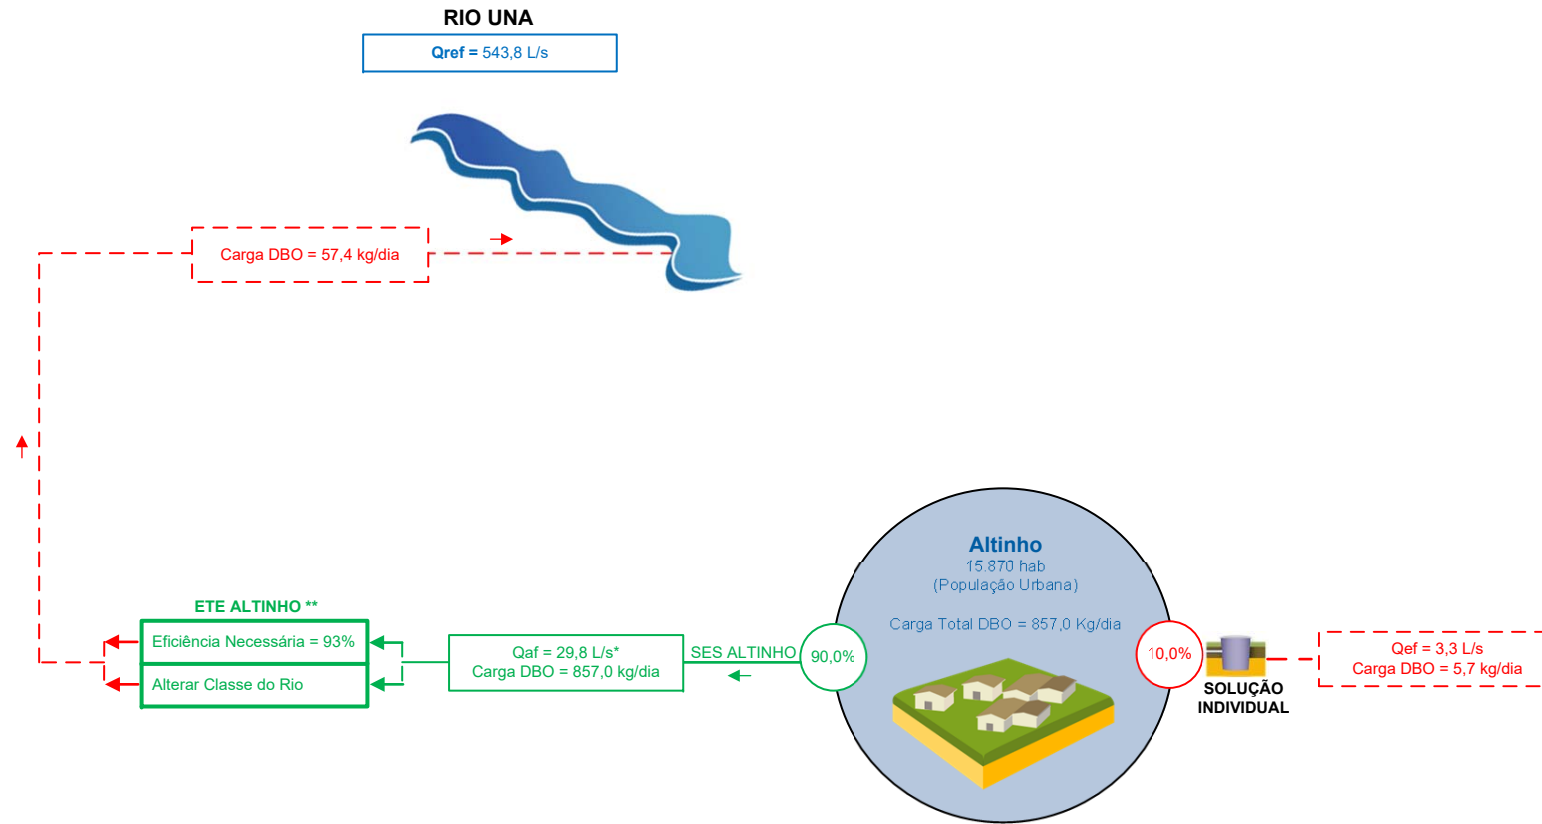 RIO UNA
Qref = 543,8 L/s
Carga DBO = 57,4 kg/dia
Altinho
15.870 hab
(População Urbana)
Carga Total DBO = 857,0 Kg/dia
ETE ALTINHO **
Eficiência Necessária = 93%
Alterar Classe do Rio
Qaf = 29,8 L/s*
Carga DBO = 857,0 kg/dia
SES ALTINHO
90,0%
10,0%
SOLUÇÃO
INDIVIDUAL
Qef = 3,3 L/s
Carga DBO = 5,7 kg/dia